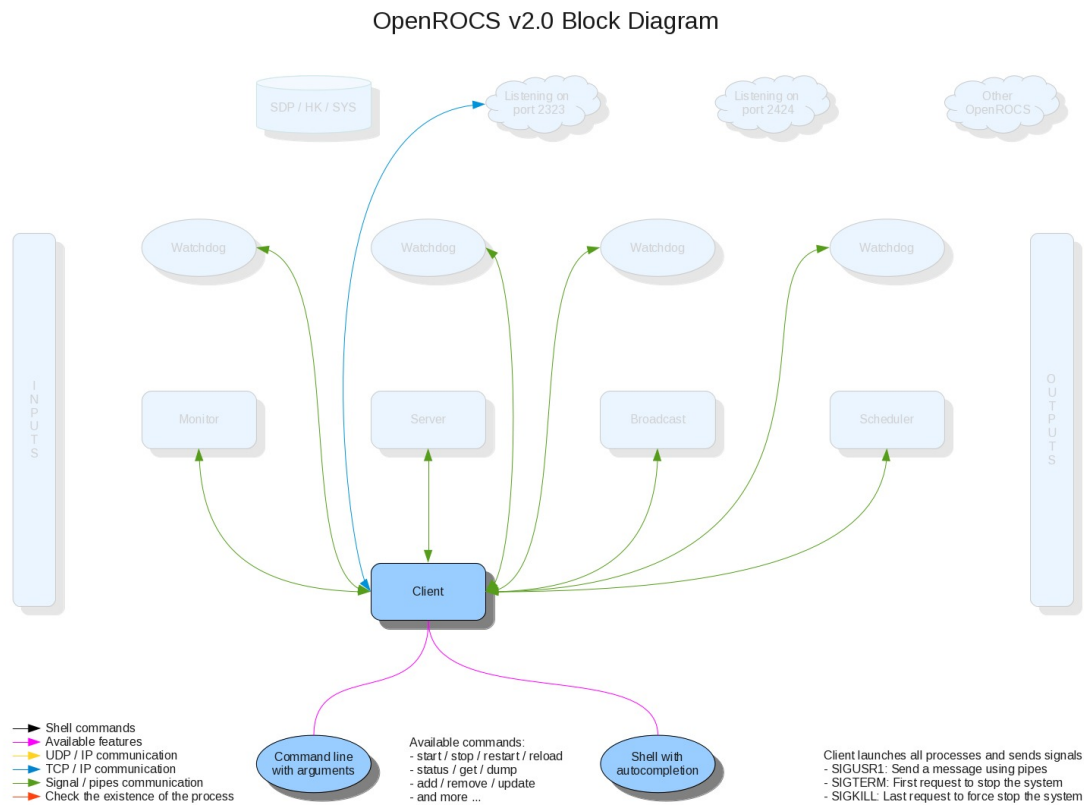 OpenROCS v2.0 Block Diagram
SDP / HK / SYS
Listening on
port 2323
Listening on
port 2424
Other
OpenROCS
Watchdog
Watchdog
Watchdog
Watchdog
INPUTS
Monitor
Server
Broadcast
Scheduler
OUTPUTS
Client
Shell commands
Available features
UDP / IP communication
TCP / IP communication
Signal / pipes communication
Check the existence of the process
Command line
with arguments
Available commands:
- start / stop / restart / reload
- status / get / dump
- add / remove / update
- and more ...
Shell with
autocompletion
Client launches all processes and sends signals
- SIGUSR1: Send a message using pipes
- SIGTERM: First request to stop the system
- SIGKILL: Last request to force stop the system